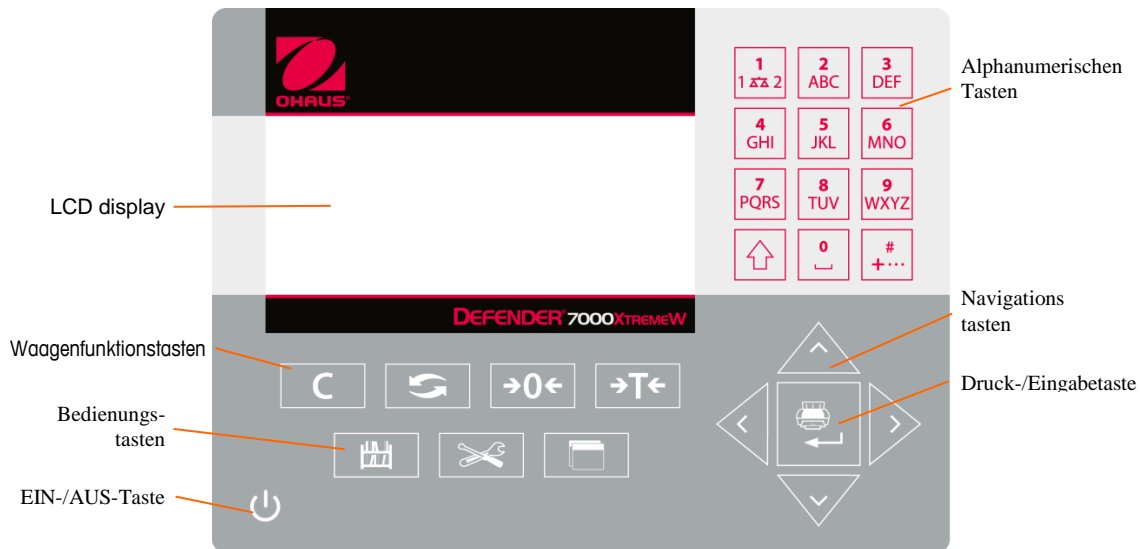 OHAUS
LCD display
Waagenfunktionstasten
Bedienungs-
tasten
EIN-/AUS-Taste
DEFENDER 7000XTREMEW
C
→0←
→T←
1
1 2
2
ABC
3
DEF
4
GHI
5
JKL
6
MNO
7
PQRS
8
TUV
9
WXYZ
0
#
+···
Alphanumerischen
Tasten
Navigations
tasten
Druck-/Eingabetaste